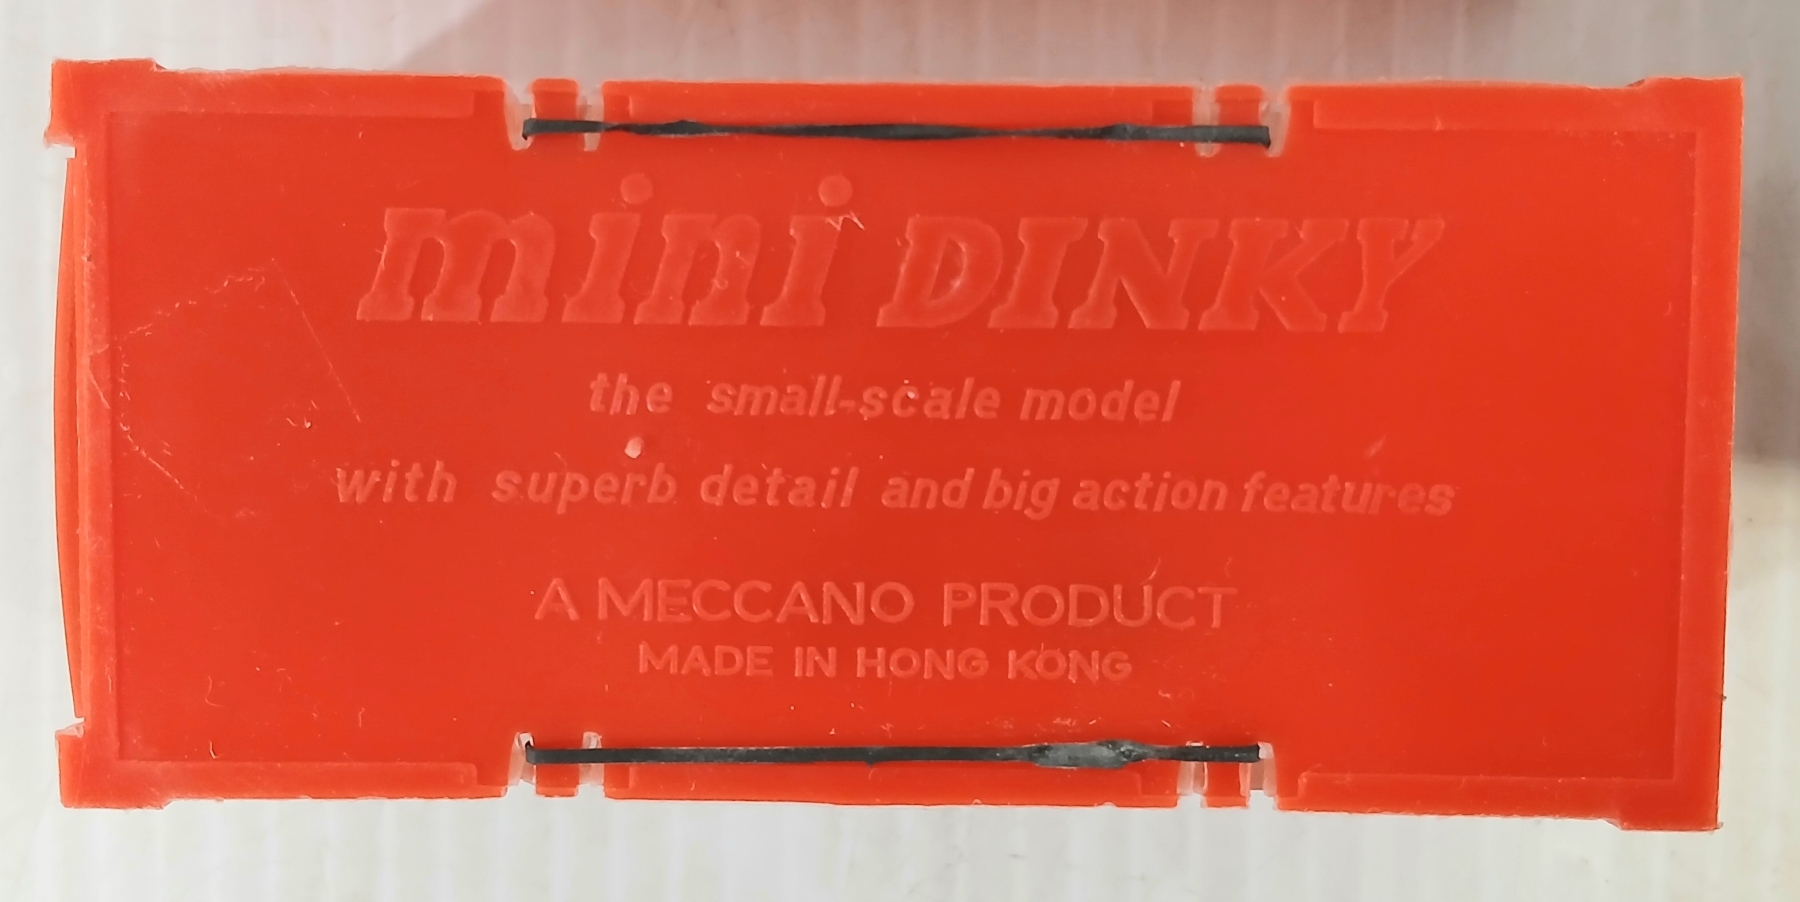 mini DINKY
the small-scale model
with superb detail and big action features
A MECCANO PRODUCT
MADE IN HONG KONG